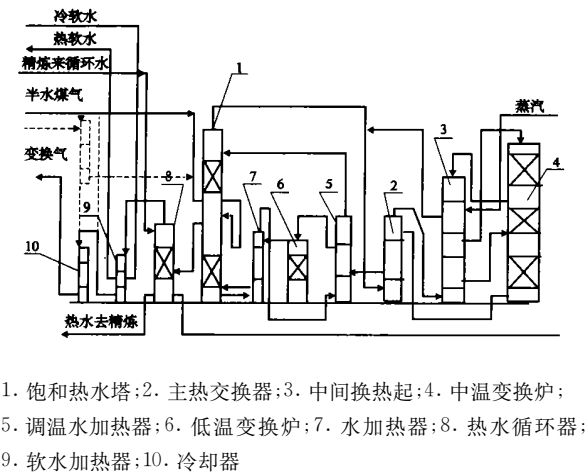 冷软水
热软水
精炼来循环水
半水煤气
变换气
蒸汽
1
2
3
4
5
6
7
8
9
10
热水去精炼
1. 饱和热水塔;2. 主热交换器;3. 中间换热起;4. 中温变换炉;
5. 调温水加热器;6. 低温变换炉;7. 水加热器;8. 热水循环器;
9. 软水加热器;10. 冷却器